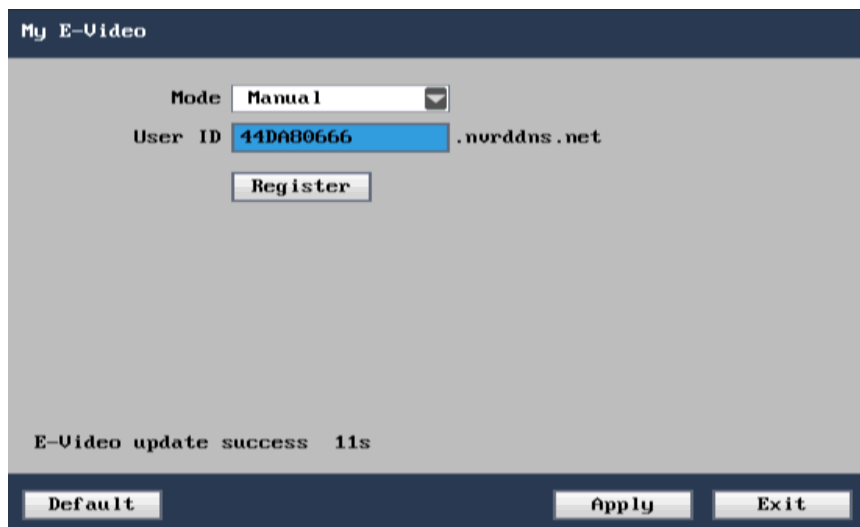 My E-Video
Mode Manual
User ID 44DA80666 .nvrddns.net
Register
E-Video update success 11s
Default Apply Exit